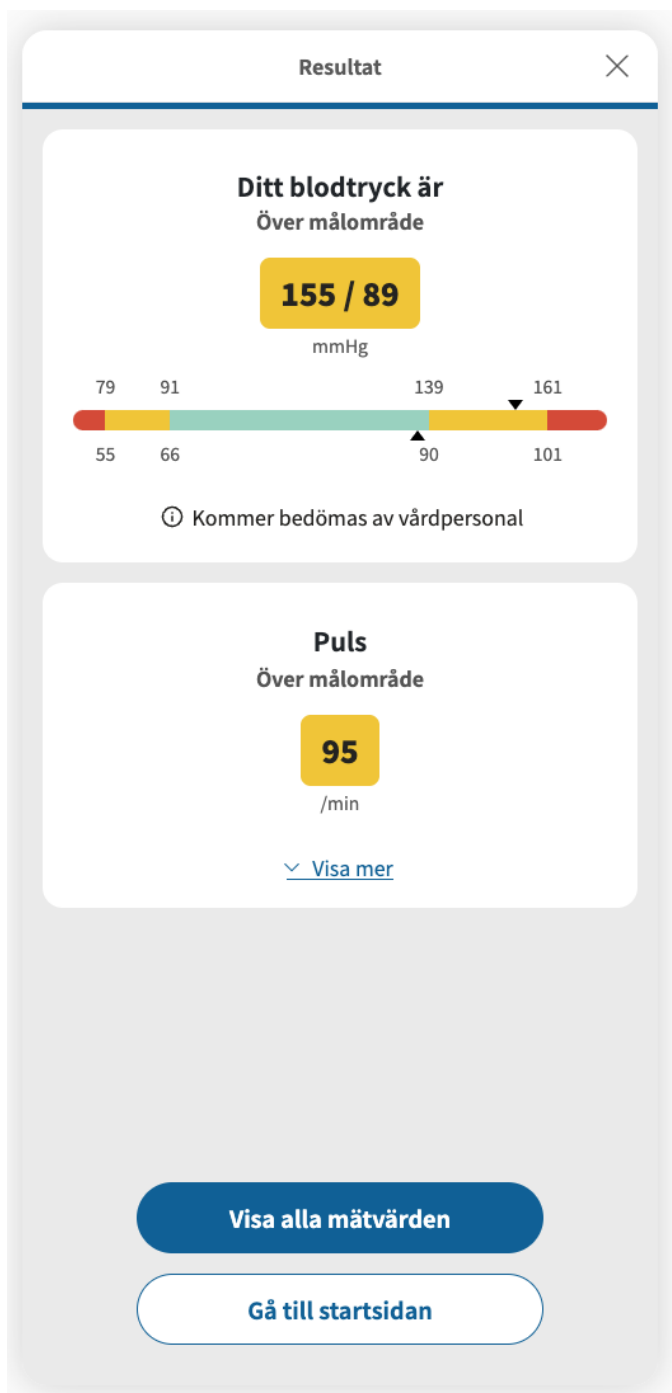 Resultat
Ditt blodtryck är
Över målområde
155 / 89
mmHg
79 91 139 161
55 66 90 101
Kommer bedömas av vårdpersonal
Puls
Över målområde
95
/min
Visa mer
Visa alla mätvärden
Gå till startsidan